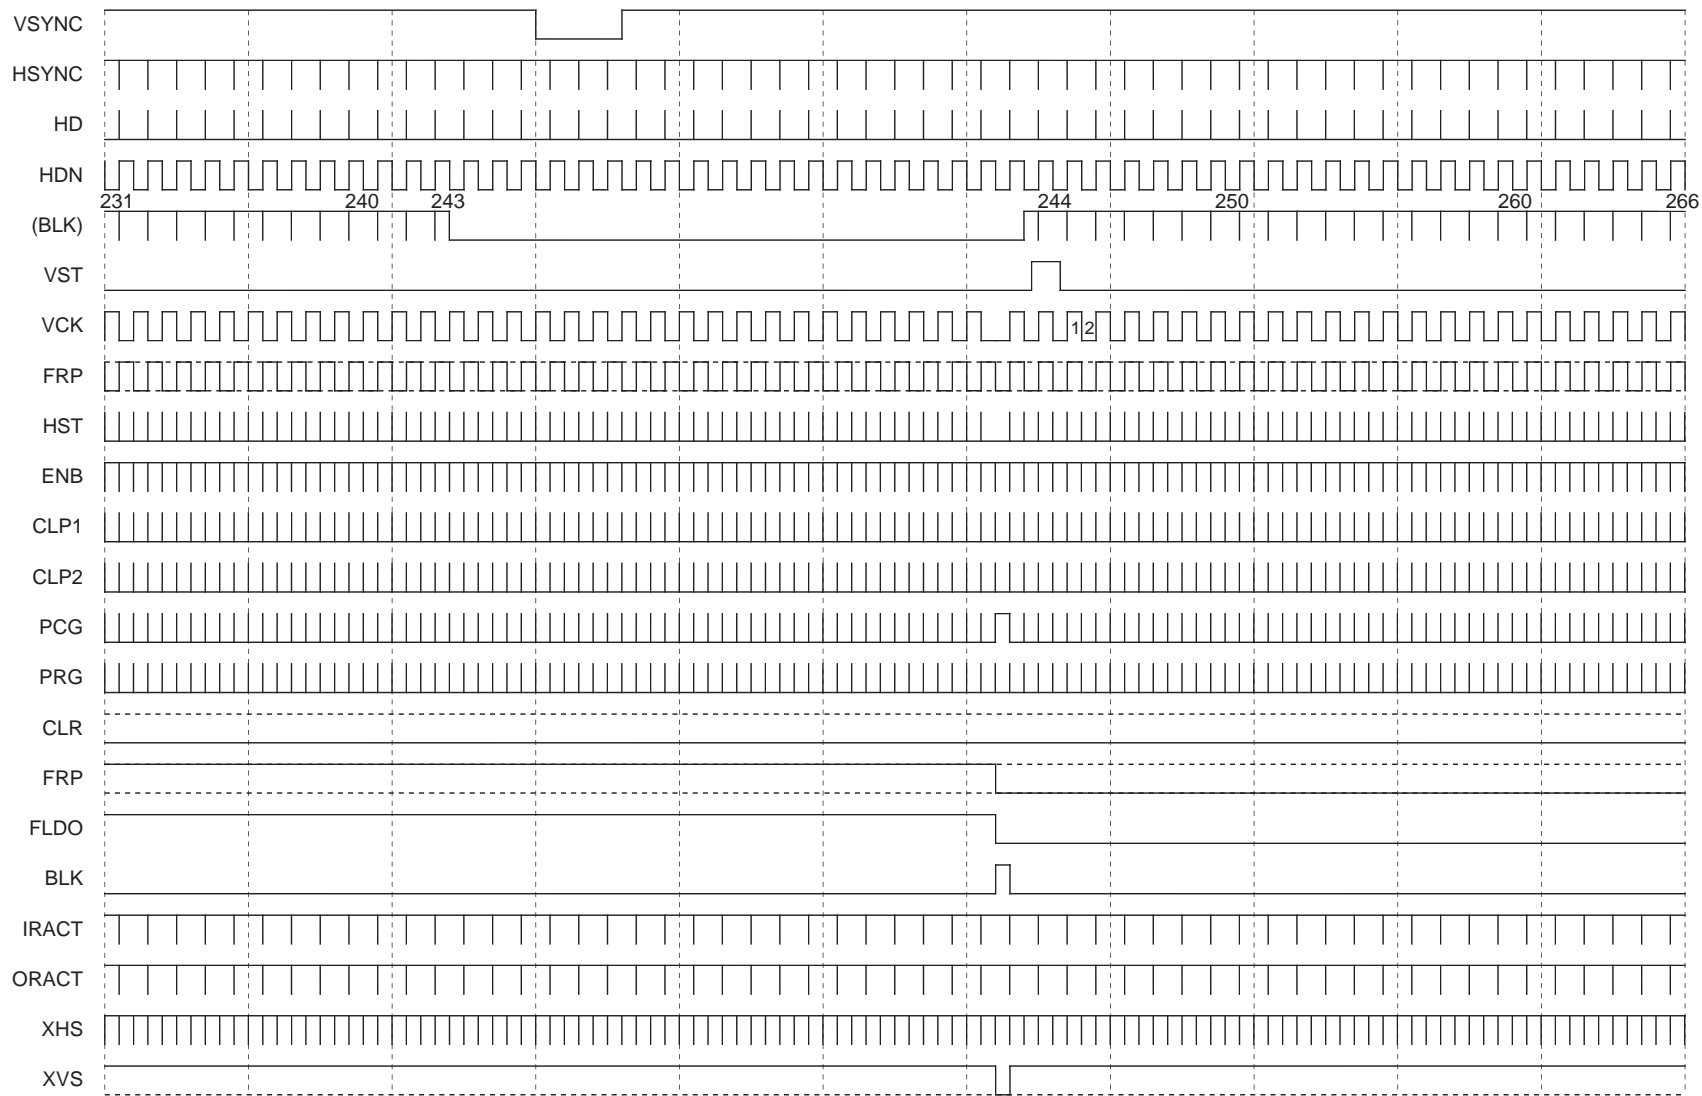 VSYNC
HSYNC
HD
HDN
231 240 243 244 250 260 266
(BLK)
VST
VCK 1 2
FRP
HST
ENB
CLP1
CLP2
PCG
PRG
CLR
FRP
FLDO
BLK
IRACT
ORACT
XHS
XVS